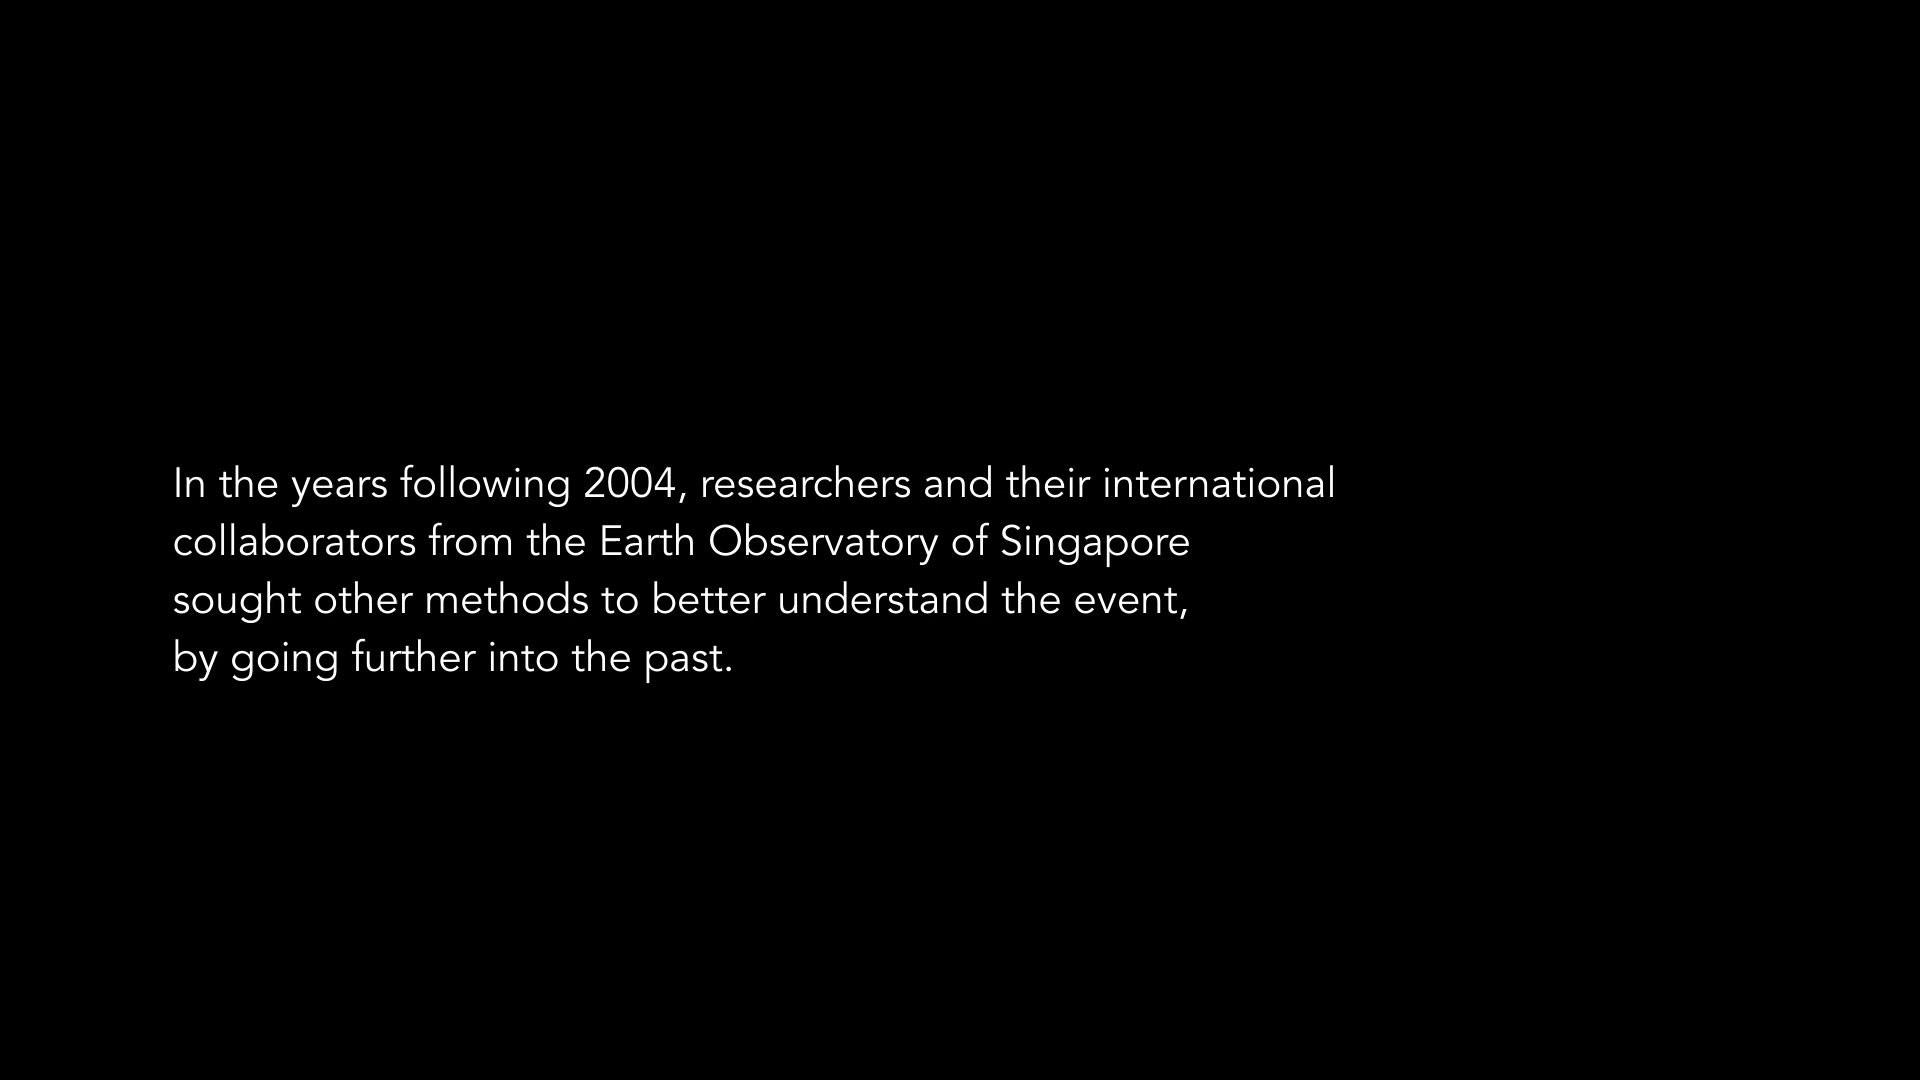 In the years following 2004, researchers and their international
collaborators from the Earth Observatory of Singapore
sought other methods to better understand the event,
by going further into the past.